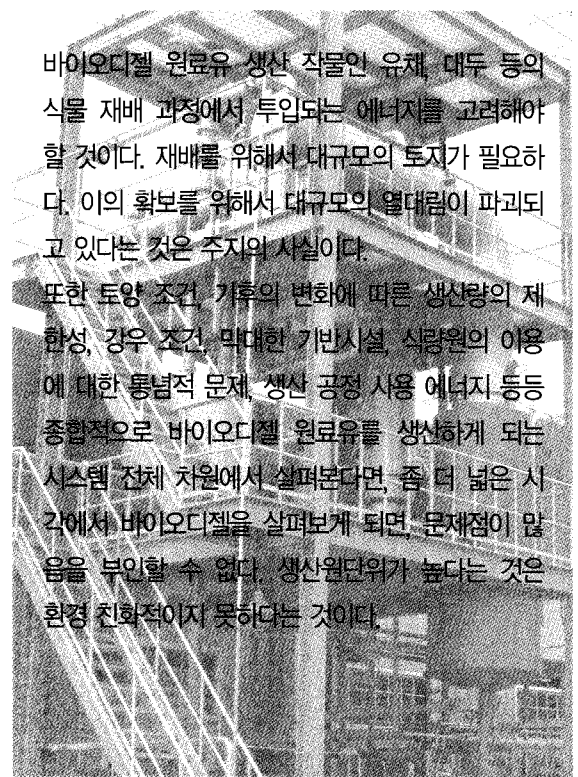 바이오디젤 원료유 생산 작물인 유채, 대두 등의
식물 재배 과정에서 투입되는 에너지를 고려해야
할 것이다. 재배를 위해서 대규모의 토지가 필요하
다. 이의 확보를 위해서 대규모의 열대림이 파괴되
고 있다는 것은 주지의 사실이다.
또한 토양 조건, 기후의 변화에 따른 생산량의 제
한성, 강우 조건, 막대한 기반시설, 식량원의 이용
에 대한 통념적 문제, 생산 공정 사용 에너지 등등
종합적으로 바이오디젤 원료유를 생산하게 되는
시스템 전체 차원에서 살펴본다면, 좀 더 넓은 시
각에서 바이오디젤을 살펴보게 되면, 문제점이 많
음을 부인할 수 없다. 생산원단위가 높다는 것은
환경 친화적이지 못하다는 것이다.